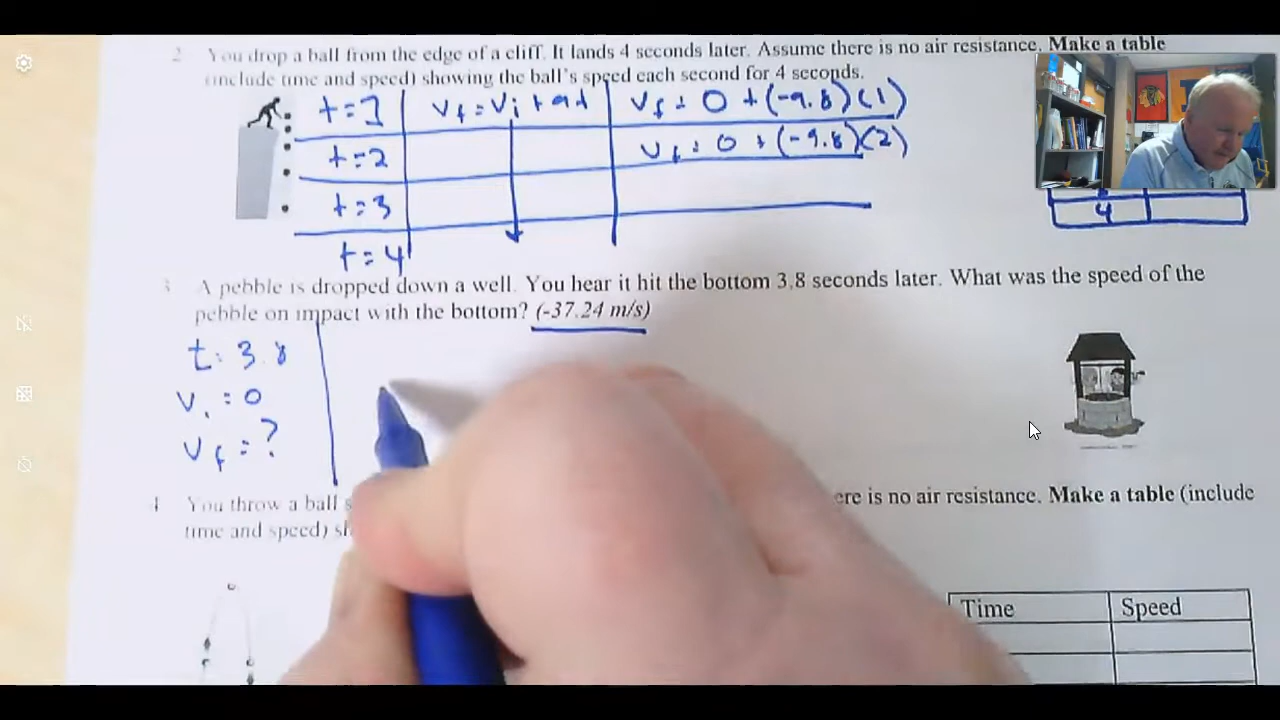 2 You drop a ball from the edge of a cliff. It lands 4 seconds later. Assume there is no air resistance. Make a table
(include time and speed) showing the ball's speed each second for 4 seconds.
t=1 Vf=Vi+at Vf=0+(-9.8)(1)
t=2 Vf=0+(-9.8)(2)
t=3
4
t=4
3 A pebble is dropped down a well. You hear it hit the bottom 3.8 seconds later. What was the speed of the
pebble on impact with the bottom? (-37.24 m/s)
t: 3.8
Vi = 0
Vf = ?
4 You throw a ball ere is no air resistance. Make a table (include
time and speed)
Time Speed